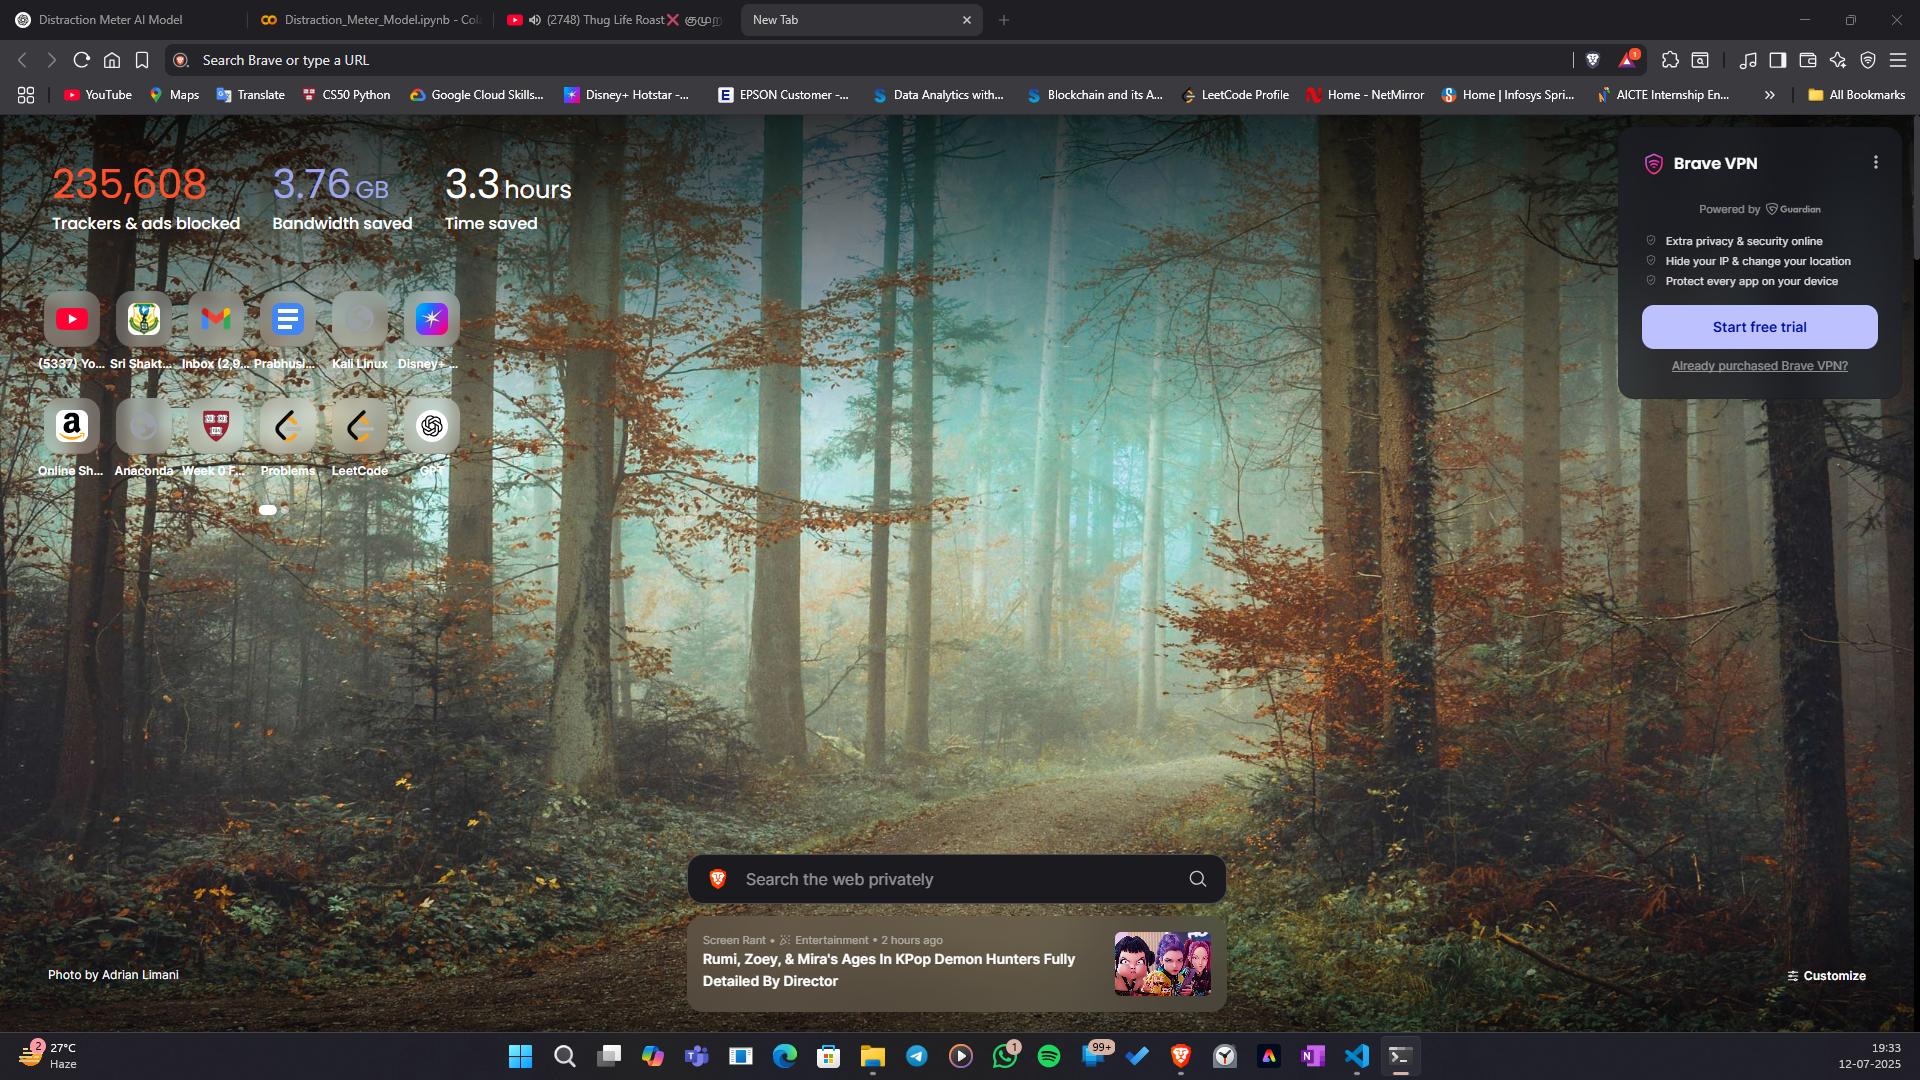 Distraction Meter AI Model
Distraction_Meter_Model.ipynb - Col
(2748) Thug Life Roast❌
New Tab
Search Brave or type a URL
1
YouTube
Maps
Translate
CS50 Python
Google Cloud Skills...
Disney+ Hotstar -...
EPSON Customer -...
Data Analytics with...
Blockchain and its A...
LeetCode Profile
Home - NetMirror
Home | Infosys Spri...
AICTE Internship En...
All Bookmarks
235,608
Trackers & ads blocked
3.76 GB
Bandwidth saved
3.3 hours
Time saved
Brave VPN
Powered by Guardian
Extra privacy & security online
Hide your IP & change your location
Protect every app on your device
Start free trial
Already purchased Brave VPN?
(5337) Yo...
Sri Shakt...
Inbox (2,9...
Prabhusi...
Kali Linux
Disney+ ...
Online Sh...
Anaconda
Week 0 F...
Problems
LeetCode
GPT
Search the web privately
Screen Rant • Entertainment • 2 hours ago
Rumi, Zoey, & Mira's Ages In KPop Demon Hunters Fully
Detailed By Director
Photo by Adrian Limani
Customize
2
27°C
Haze
1
99+
19:33
12-07-2025